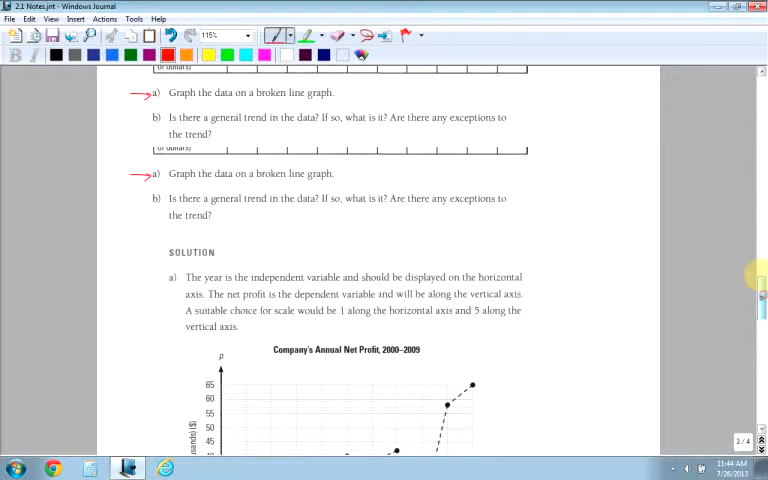 2.1 Notes.jnt - Windows Journal
File Edit View Insert Actions Tools Help
115%
B I
of dollars)
a) Graph the data on a broken line graph.
b) Is there a general trend in the data? If so, what is it? Are there any exceptions to
the trend?
of dollars)
a) Graph the data on a broken line graph.
b) Is there a general trend in the data? If so, what is it? Are there any exceptions to
the trend?
SOLUTION
a) The year is the independent variable and should be displayed on the horizontal
axis. The net profit is the dependent variable and will be along the vertical axis.
A suitable choice for scale would be 1 along the horizontal axis and 5 along the
vertical axis.
Company's Annual Net Profit, 2000–2009
p
65
60
55
50
45
40
usands) ($)
3 / 4
11:44 AM
7/26/2013